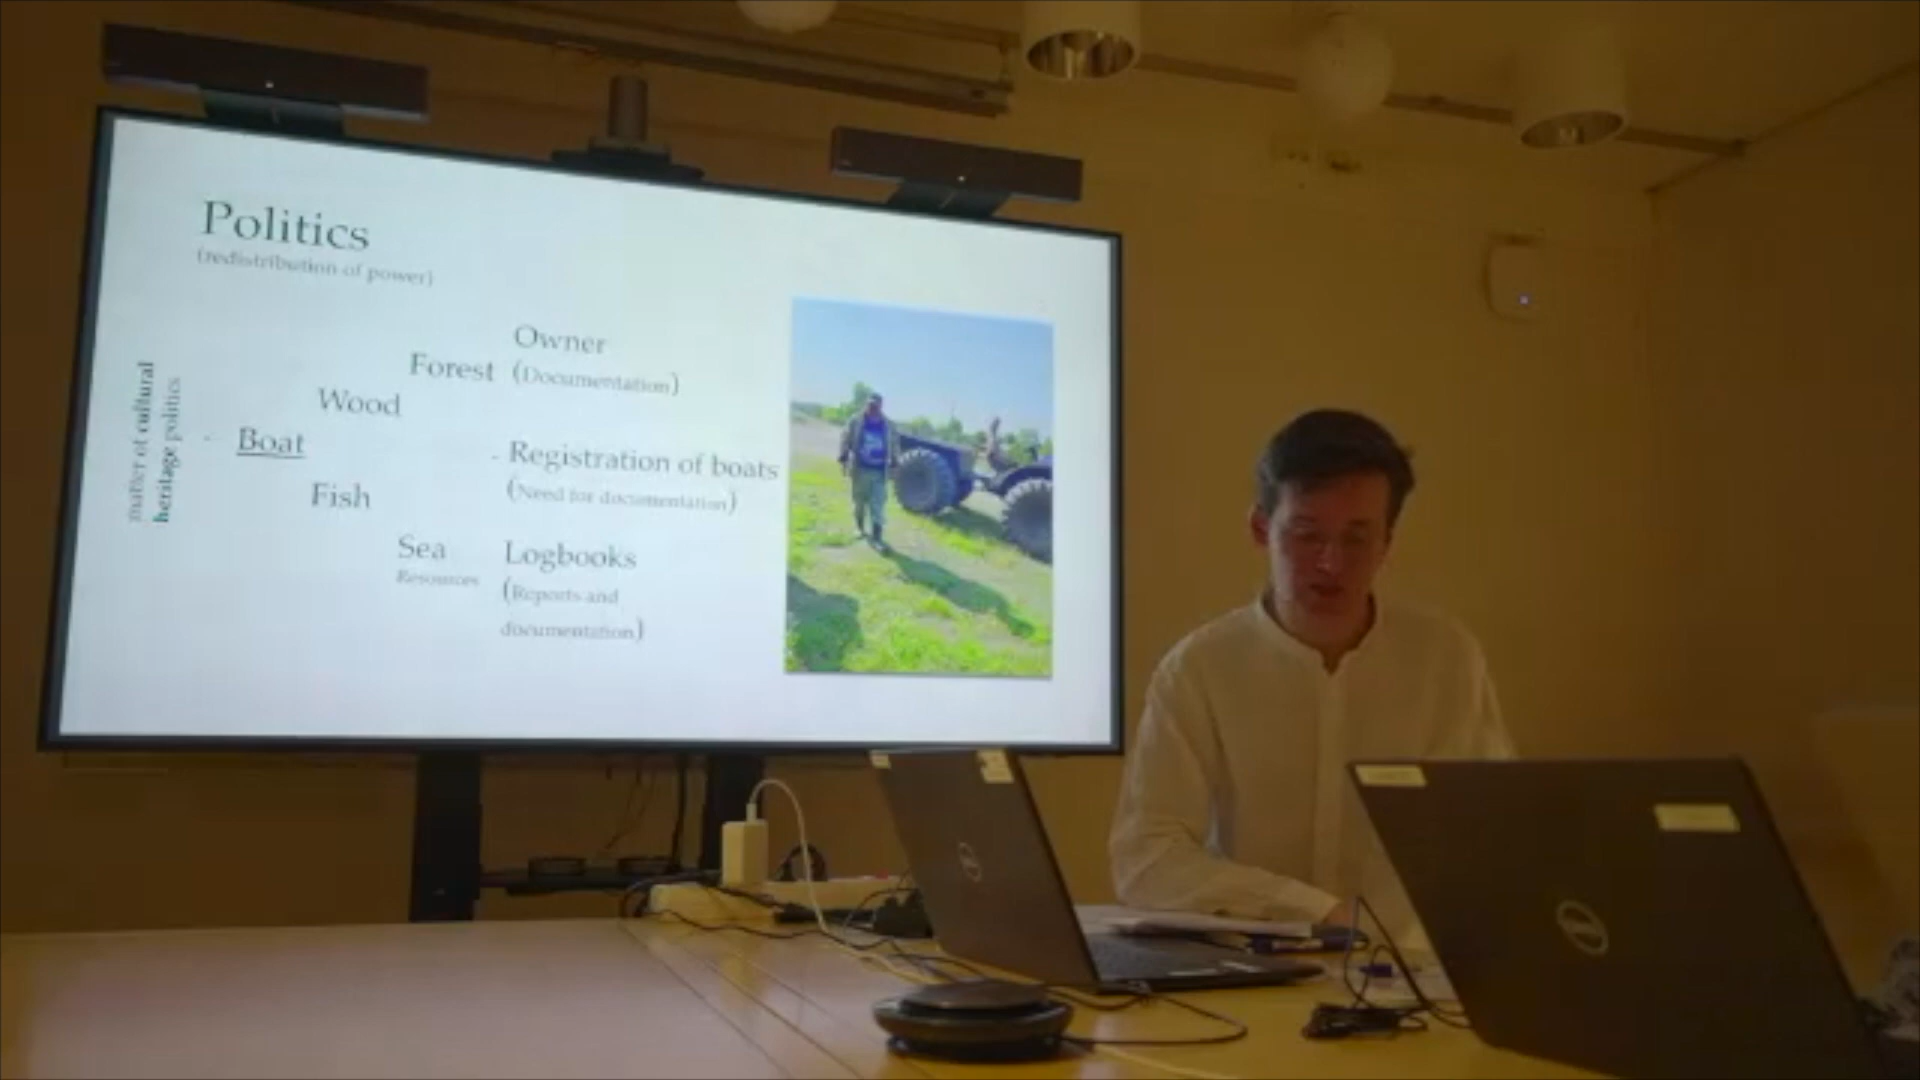 Politics
(redistribution of power)
Owner
Forest (Documentation)
Wood
matter of cultural
heritage politics
- Boat
- Registration of boats
Fish (Need for documentation)
Sea Logbooks
Resources (Reports and
documentation)
DELL